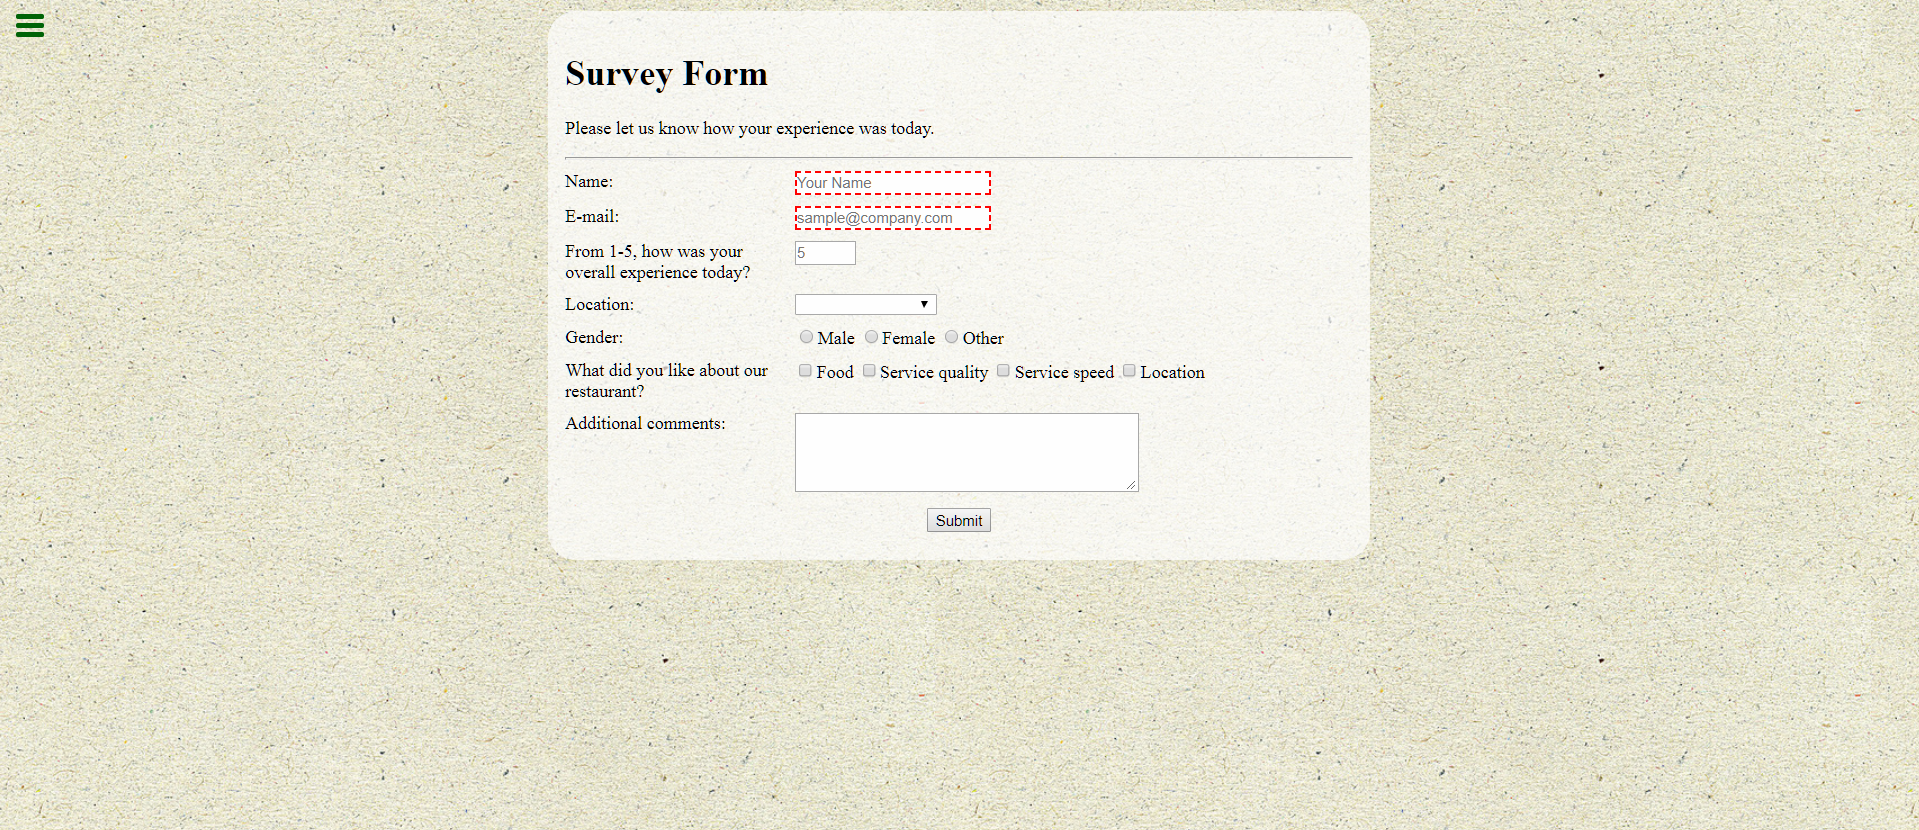 Survey Form
Please let us know how your experience was today.
Name:
Your Name
E-mail:
sample@company.com
From 1-5, how was your
overall experience today?
5
Location:
Gender:
Male Female Other
What did you like about our
restaurant?
Food Service quality Service speed Location
Additional comments:
Submit